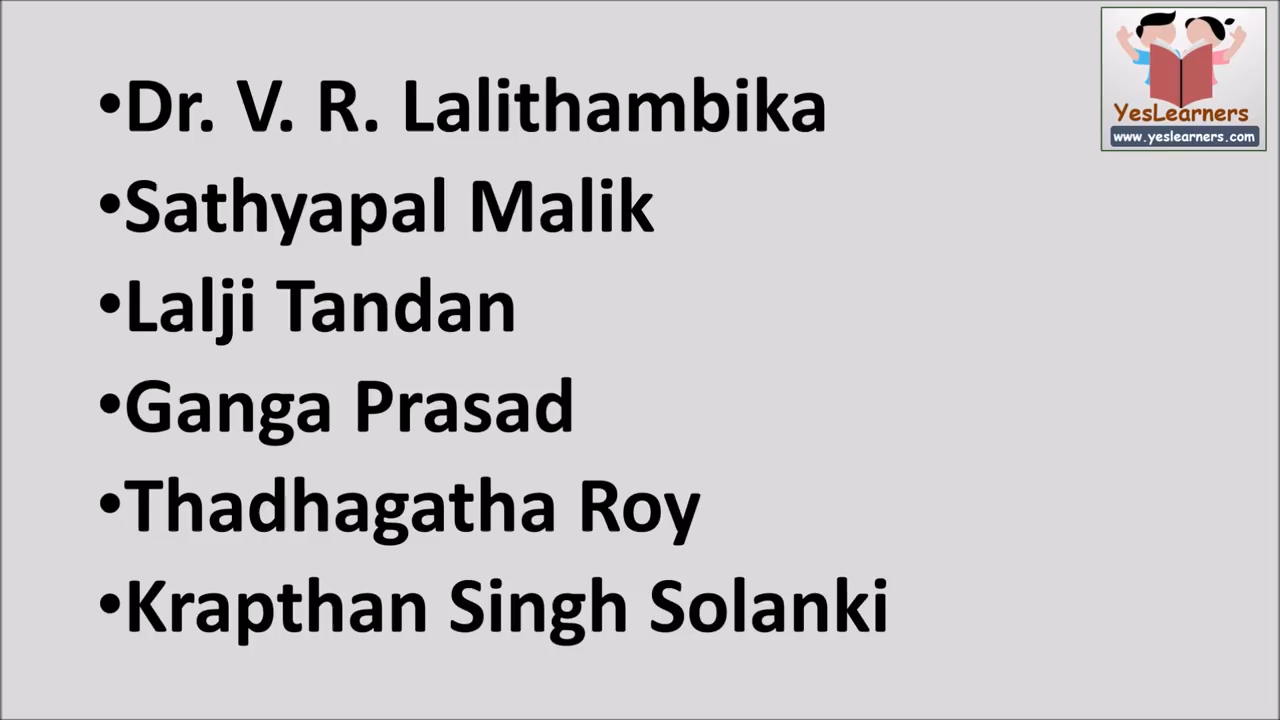 •Dr. V. R. Lalithambika
•Sathyapal Malik
•Lalji Tandan
•Ganga Prasad
•Thadhagatha Roy
•Krapthan Singh Solanki
YesLearners
www.yeslearners.com